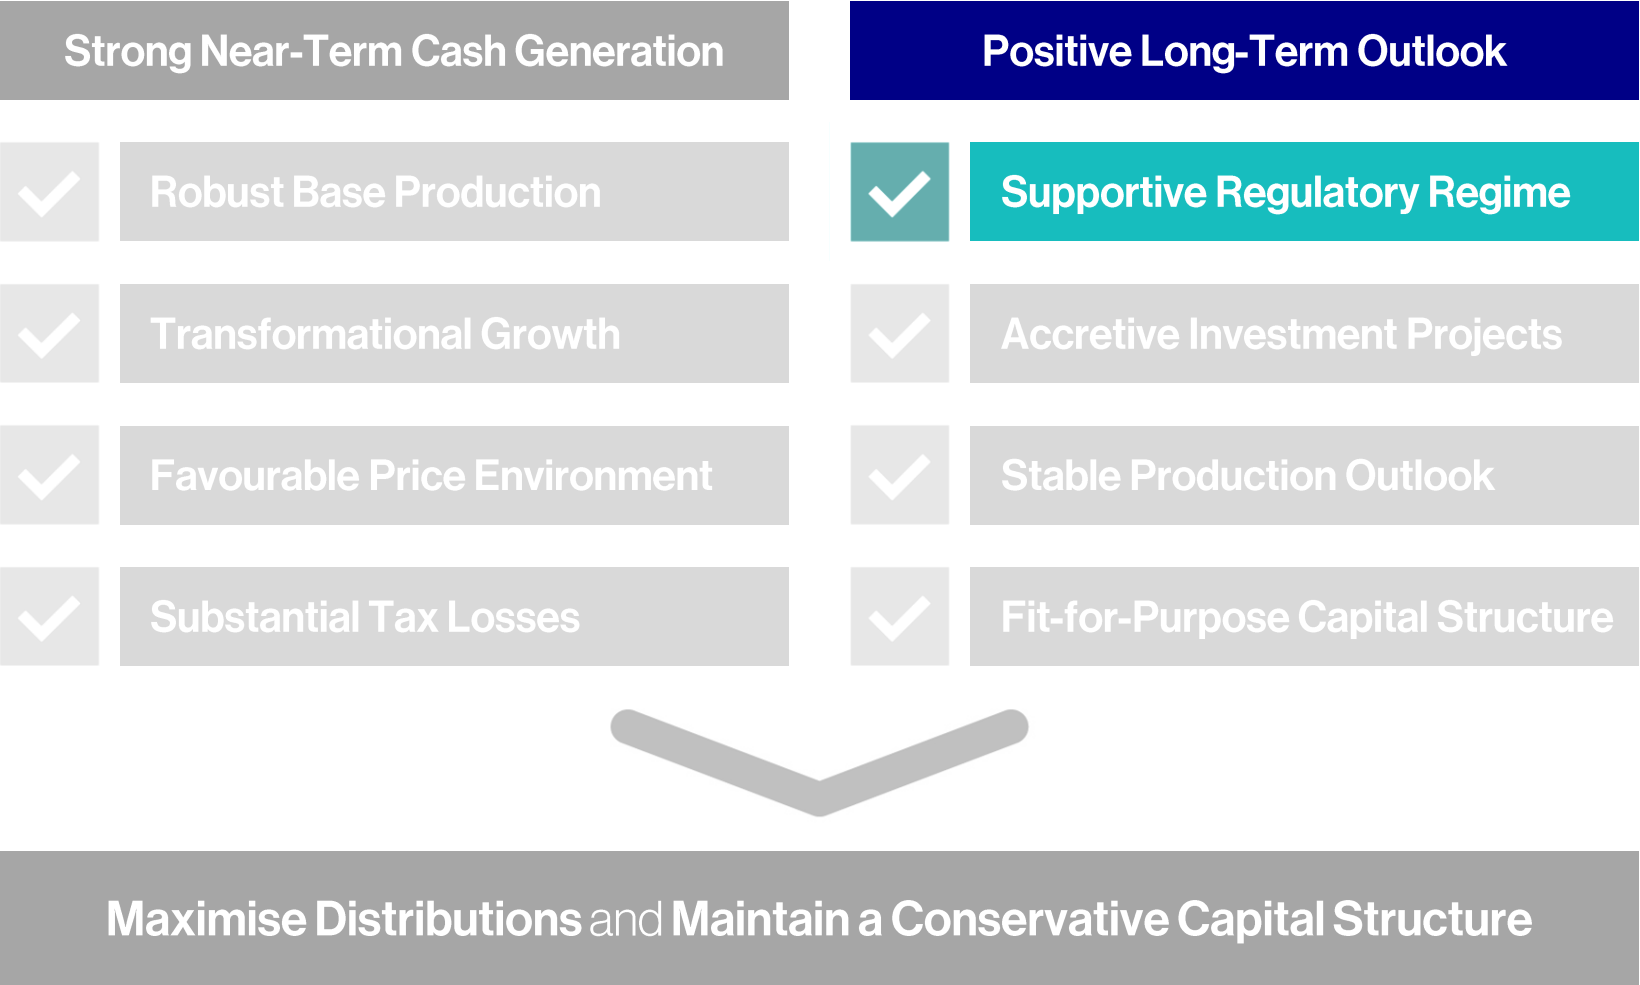 Strong Near-Term Cash Generation
Robust Base Production
Transformational Growth
Favourable Price Environment
Substantial Tax Losses
Positive Long-Term Outlook
Supportive Regulatory Regime
Accretive Investment Projects
Stable Production Outlook
Fit-for-Purpose Capital Structure
Maximise Distributions and Maintain a Conservative Capital Structure